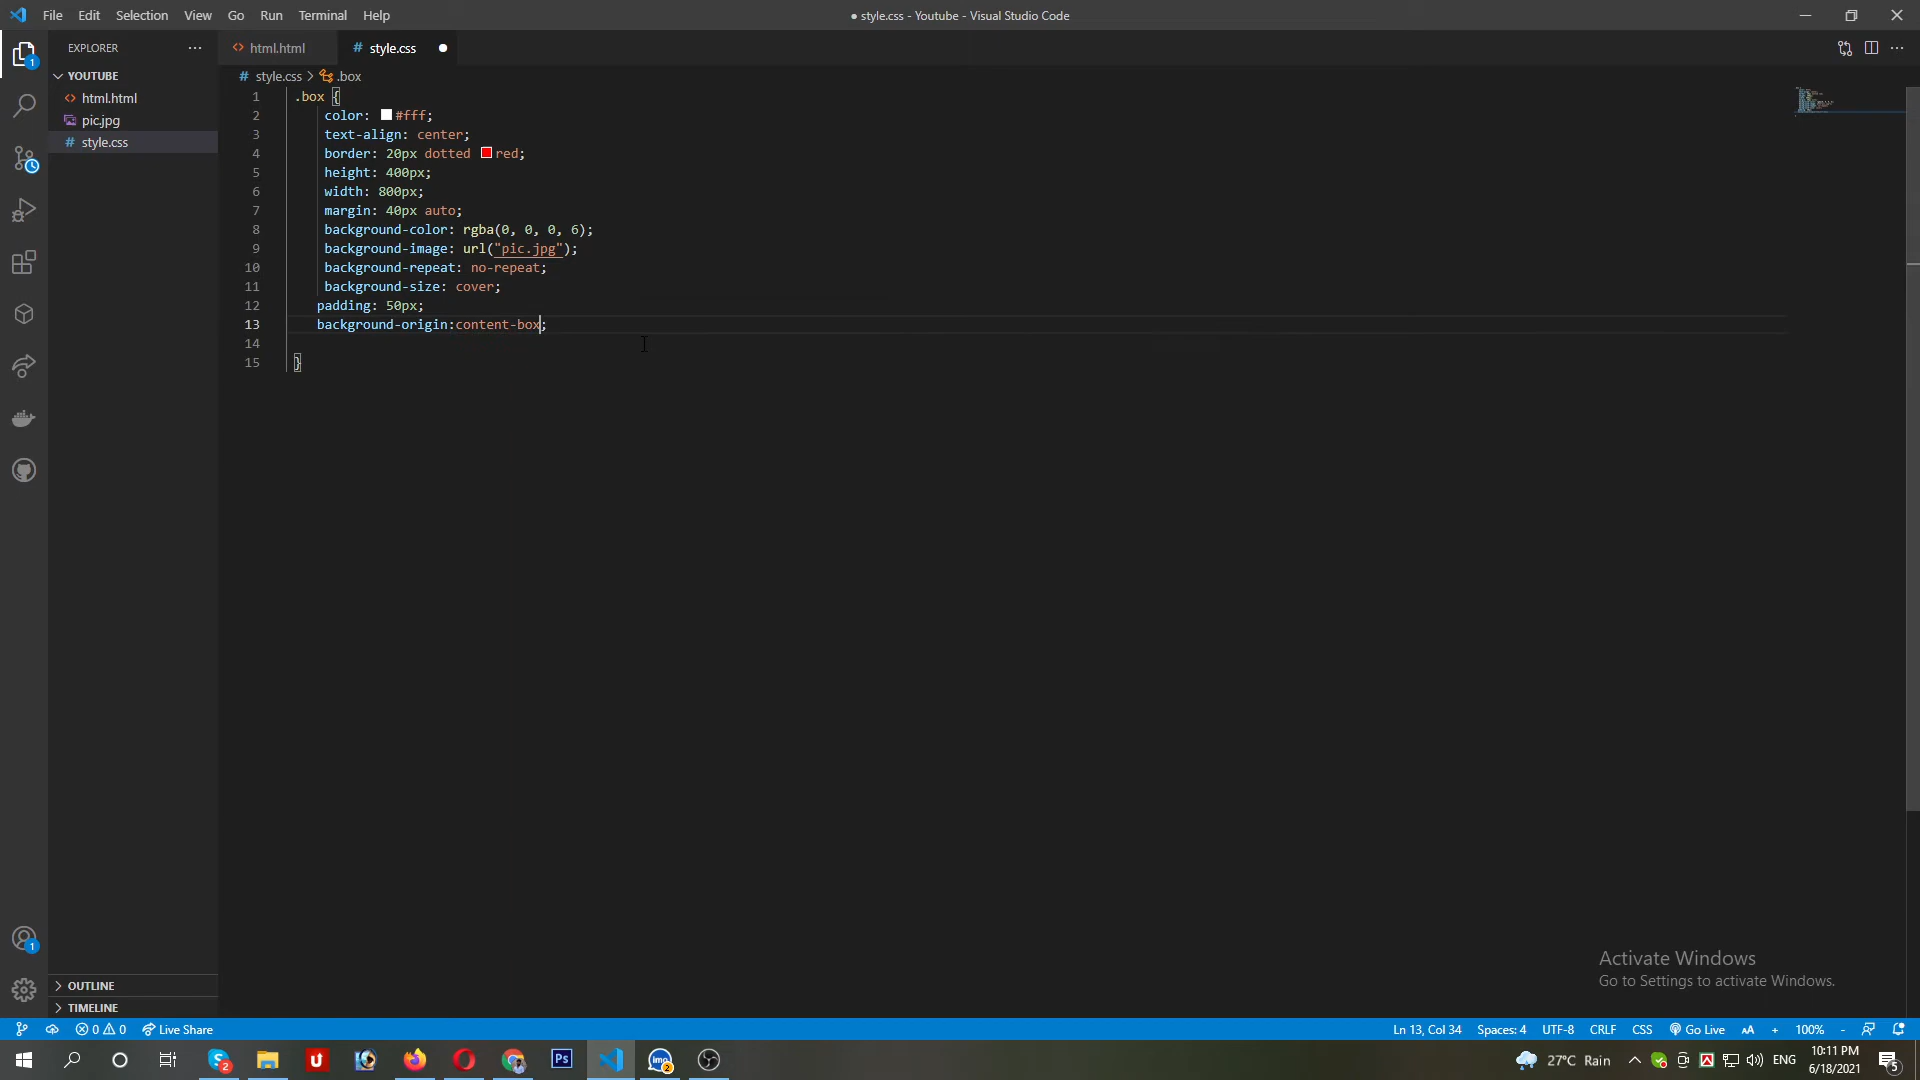 File Edit Selection View Go Run Terminal Help
● style.css - Youtube - Visual Studio Code
EXPLORER
html.html
style.css
YOUTUBE
html.html
pic.jpg
style.css
style.css > .box
1 .box {
2 color: #fff;
3 text-align: center;
4 border: 20px dotted red;
5 height: 400px;
6 width: 800px;
7 margin: 40px auto;
8 background-color: rgba(0, 0, 0, 6);
9 background-image: url("pic.jpg");
10 background-repeat: no-repeat;
11 background-size: cover;
12 padding: 50px;
13 background-origin:content-box;
14
15 }
Activate Windows
Go to Settings to activate Windows.
OUTLINE
TIMELINE
0 0 Live Share
Ln 13, Col 34 Spaces: 4 UTF-8 CRLF CSS Go Live AA + 100% -
27°C Rain ENG
10:11 PM
6/18/2021